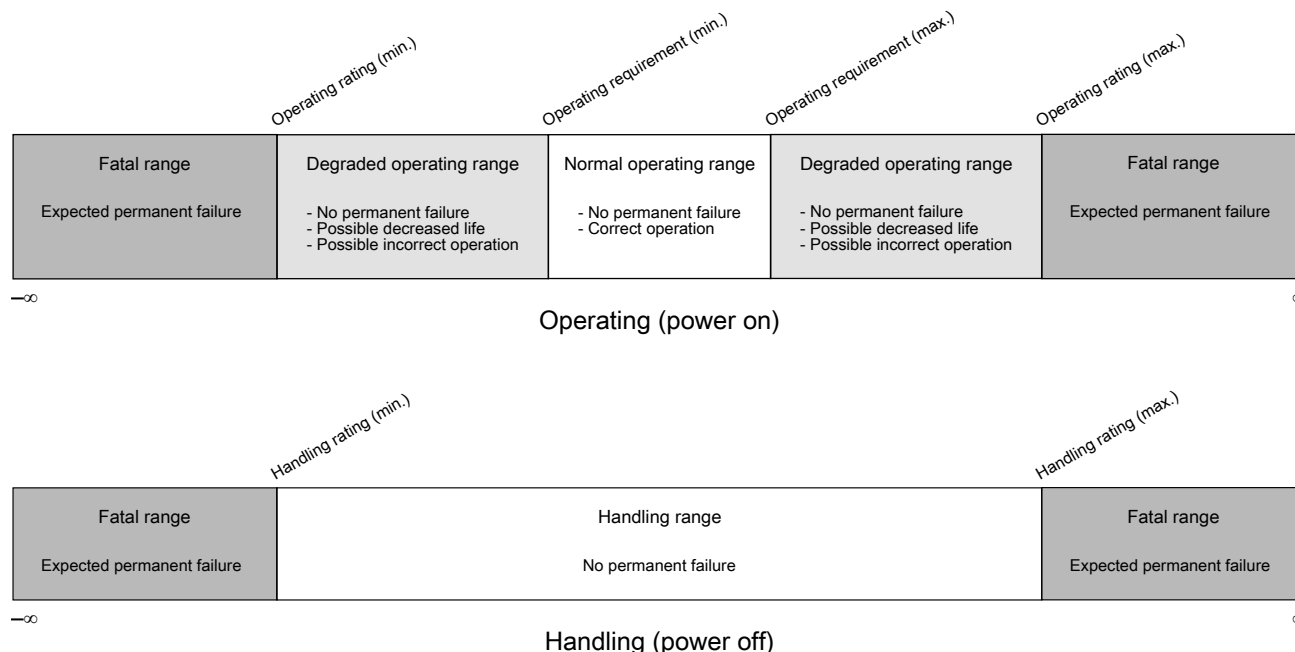 Operating rating (min.)
Operating requirement (min.)
Operating requirement (max.)
Operating rating (max.)
Fatal range
Expected permanent failure
Degraded operating range
- No permanent failure
- Possible decreased life
- Possible incorrect operation
Normal operating range
- No permanent failure
- Correct operation
Degraded operating range
- No permanent failure
- Possible decreased life
- Possible incorrect operation
Fatal range
Expected permanent failure
–∞
Operating (power on)
Handling rating (min.)
Handling rating (max.)
Fatal range
Expected permanent failure
Handling range
No permanent failure
Fatal range
Expected permanent failure
–∞
Handling (power off)